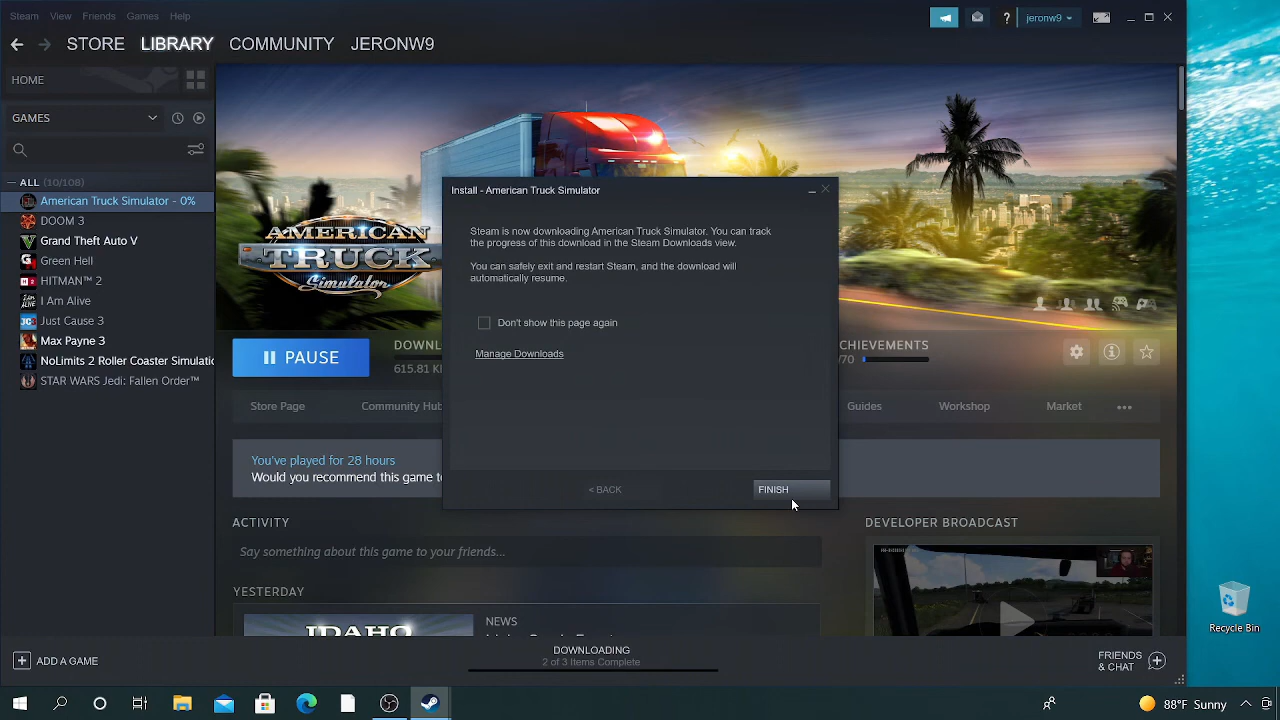 Steam View Friends Games Help
jeronw9
STORE LIBRARY COMMUNITY JERONW9
HOME
GAMES
ALL (10/108)
American Truck Simulator - 0%
DOOM 3
Grand Theft Auto V
Green Hell
HITMAN™ 2
I Am Alive
Just Cause 3
Max Payne 3
NoLimits 2 Roller Coaster Simulatio
STAR WARS Jedi: Fallen Order™
AMERICAN
TRUCK
Simulator
Install - American Truck Simulator
Steam is now downloading American Truck Simulator. You can track
the progress of this download in the Steam Downloads view.
You can safely exit and restart Steam, and the download will
automatically resume.
Don't show this page again
Manage Downloads
< BACK
FINISH
PAUSE
DOWNL
615.81 K
CHIEVEMENTS
/70
Store Page Community Hub Guides Workshop Market
You've played for 28 hours
Would you recommend this game to
ACTIVITY
Say something about this game to your friends...
YESTERDAY
IDAHO
NEWS
DEVELOPER BROADCAST
ADD A GAME
DOWNLOADING
2 of 3 Items Complete
FRIENDS
& CHAT
Recycle Bin
88°F Sunny